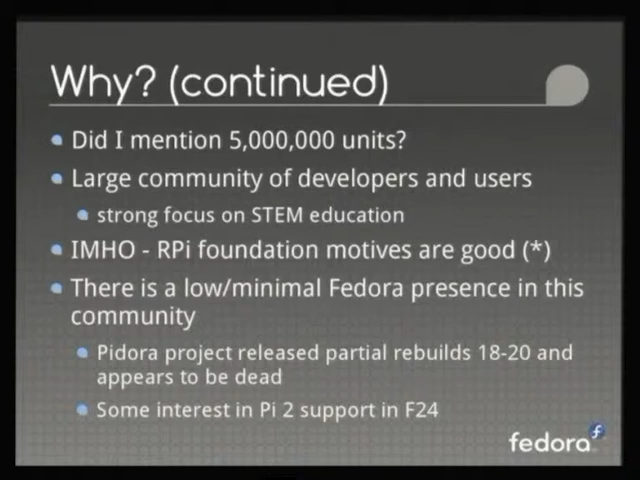 Why? (continued)
Did I mention 5,000,000 units?
Large community of developers and users
strong focus on STEM education
IMHO - RPi foundation motives are good (*)
There is a low/minimal Fedora presence in this
community
Pidora project released partial rebuilds 18-20 and
appears to be dead
Some interest in Pi 2 support in F24
fedora